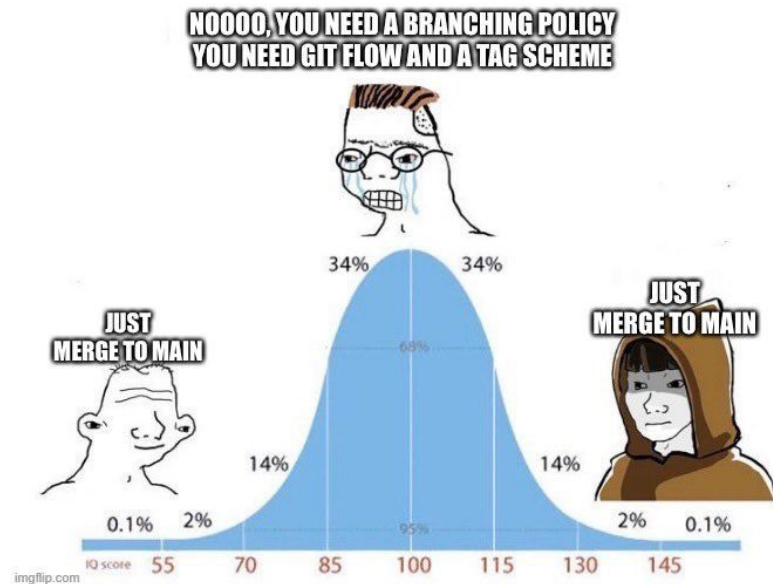 NOOOO, YOU NEED A BRANCHING POLICY
YOU NEED GIT FLOW AND A TAG SCHEME
34% 34%
JUST
MERGE TO MAIN
JUST
MERGE TO MAIN
68%
14% 14%
0.1% 2% 95% 2% 0.1%
IQ score 55 70 85 100 115 130 145
imgflip.com